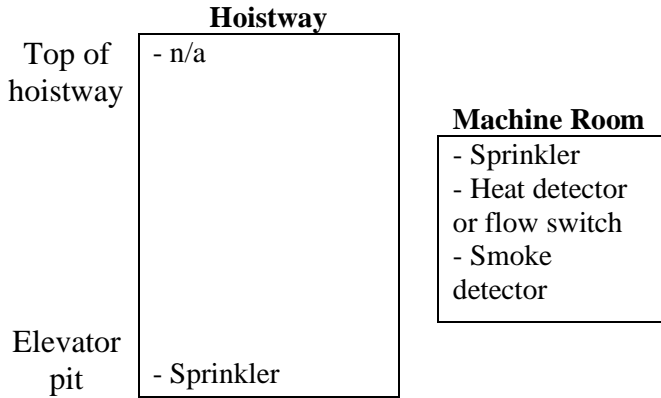 Hoistway
Top of
hoistway
- n/a
Machine Room
- Sprinkler
- Heat detector
or flow switch
- Smoke
detector
Elevator
pit
- Sprinkler